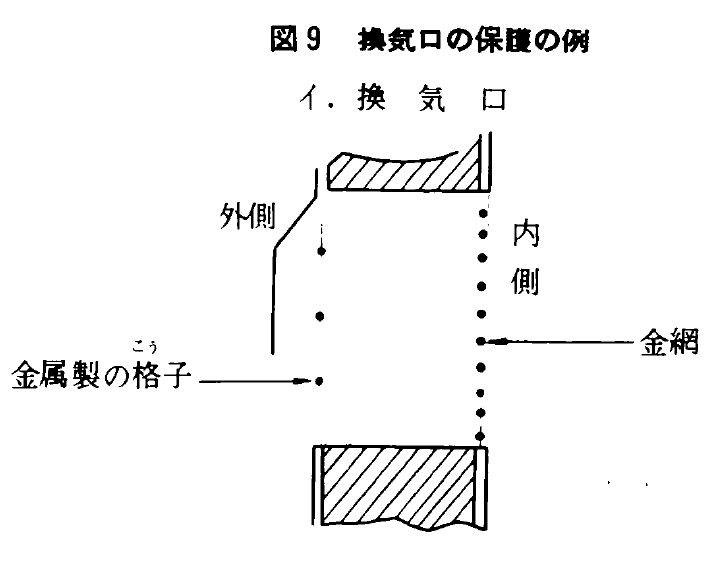 図9 換気口の保護の例
イ．換気口
外側
内側
こう
金属製の格子
金網